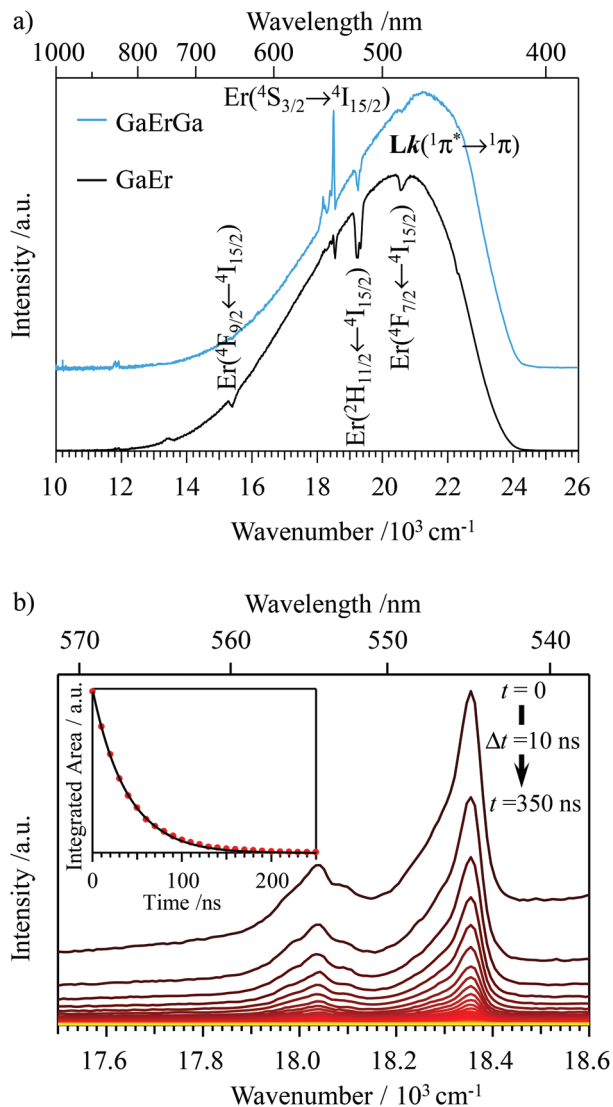 a)
Wavelength /nm
1000 800 700 600 500 400
Er(⁴S₃/₂→⁴I₁₅/₂)
GaErGa
GaEr
Lk(¹π*→¹π)
Er(⁴F₉/₂←⁴I₁₅/₂)
Er(²H₁₁/₂←⁴I₁₅/₂)
Er(⁴F₇/₂←⁴I₁₅/₂)
Intensity /a.u.
10 12 14 16 18 20 22 24 26
Wavenumber /10³ cm⁻¹
b)
Wavelength /nm
570 560 550 540
t = 0
Δt =10 ns
t =350 ns
Integrated Area / a.u.
0 100 200
Time /ns
Intensity /a.u.
17.6 17.8 18.0 18.2 18.4 18.6
Wavenumber /10³ cm⁻¹